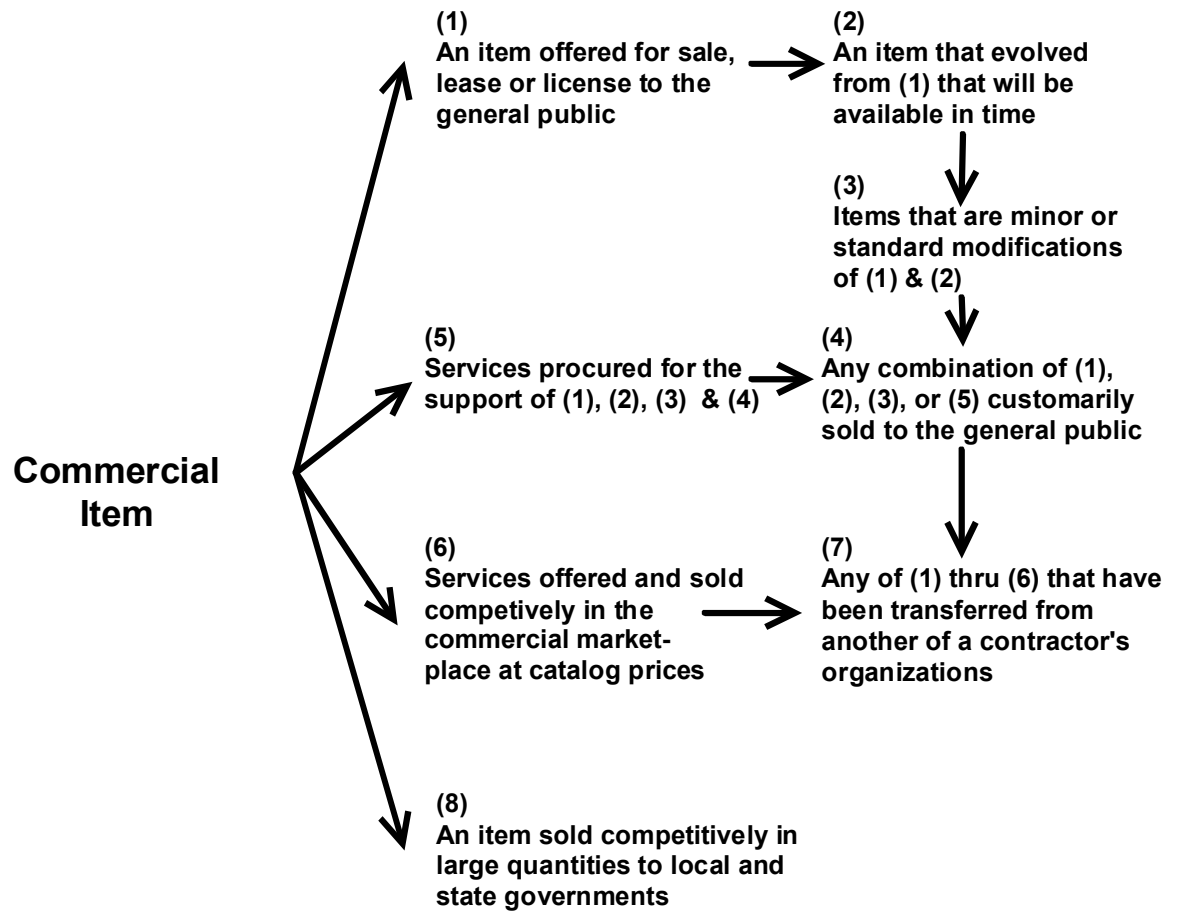 Commercial
Item
(1)
An item offered for sale,
lease or license to the
general public
(2)
An item that evolved
from (1) that will be
available in time
(3)
Items that are minor or
standard modifications
of (1) & (2)
(5)
Services procured for the
support of (1), (2), (3) & (4)
(4)
Any combination of (1),
(2), (3), or (5) customarily
sold to the general public
(6)
Services offered and sold
competively in the
commercial market-
place at catalog prices
(7)
Any of (1) thru (6) that have
been transferred from
another of a contractor's
organizations
(8)
An item sold competitively in
large quantities to local and
state governments